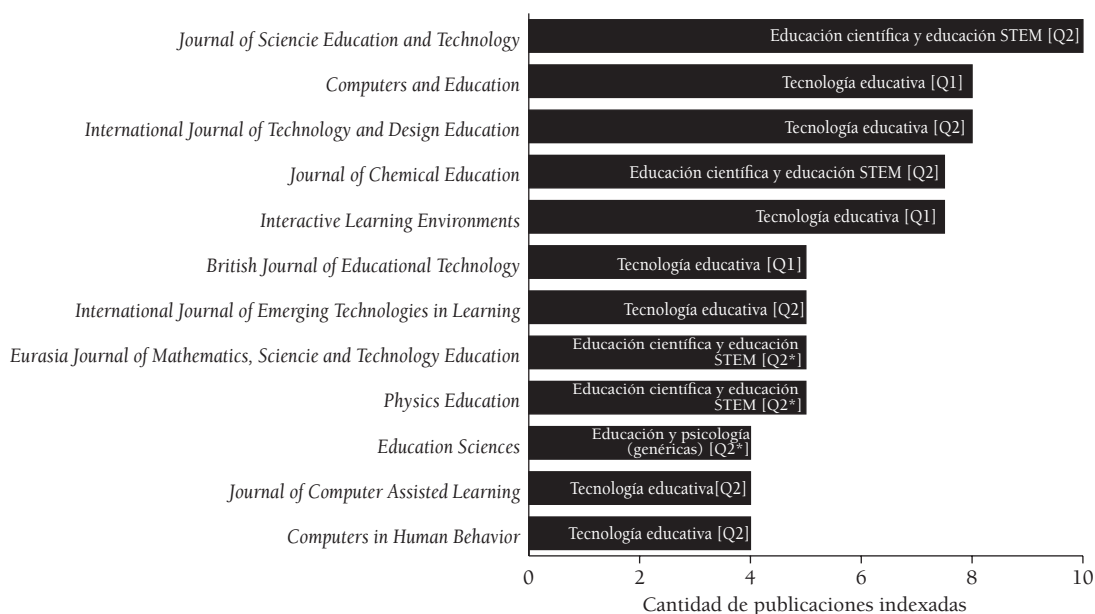 Journal of Sciencie Education and Technology
Educación científica y educación STEM [Q2]
Computers and Education
Tecnología educativa [Q1]
International Journal of Technology and Design Education
Tecnología educativa [Q2]
Journal of Chemical Education
Educación científica y educación STEM [Q2]
Interactive Learning Environments
Tecnología educativa [Q1]
British Journal of Educational Technology
Tecnología educativa [Q1]
International Journal of Emerging Technologies in Learning
Tecnología educativa [Q2]
Eurasia Journal of Mathematics, Sciencie and Technology Education
Educación científica y educación
STEM [Q2*]
Physics Education
Educación científica y educación
STEM [Q2*]
Education Sciences
Educación y psicología
(genéricas) [Q2*]
Journal of Computer Assisted Learning
Tecnología educativa[Q2]
Computers in Human Behavior
Tecnología educativa [Q2]
0 2 4 6 8 10
Cantidad de publicaciones indexadas